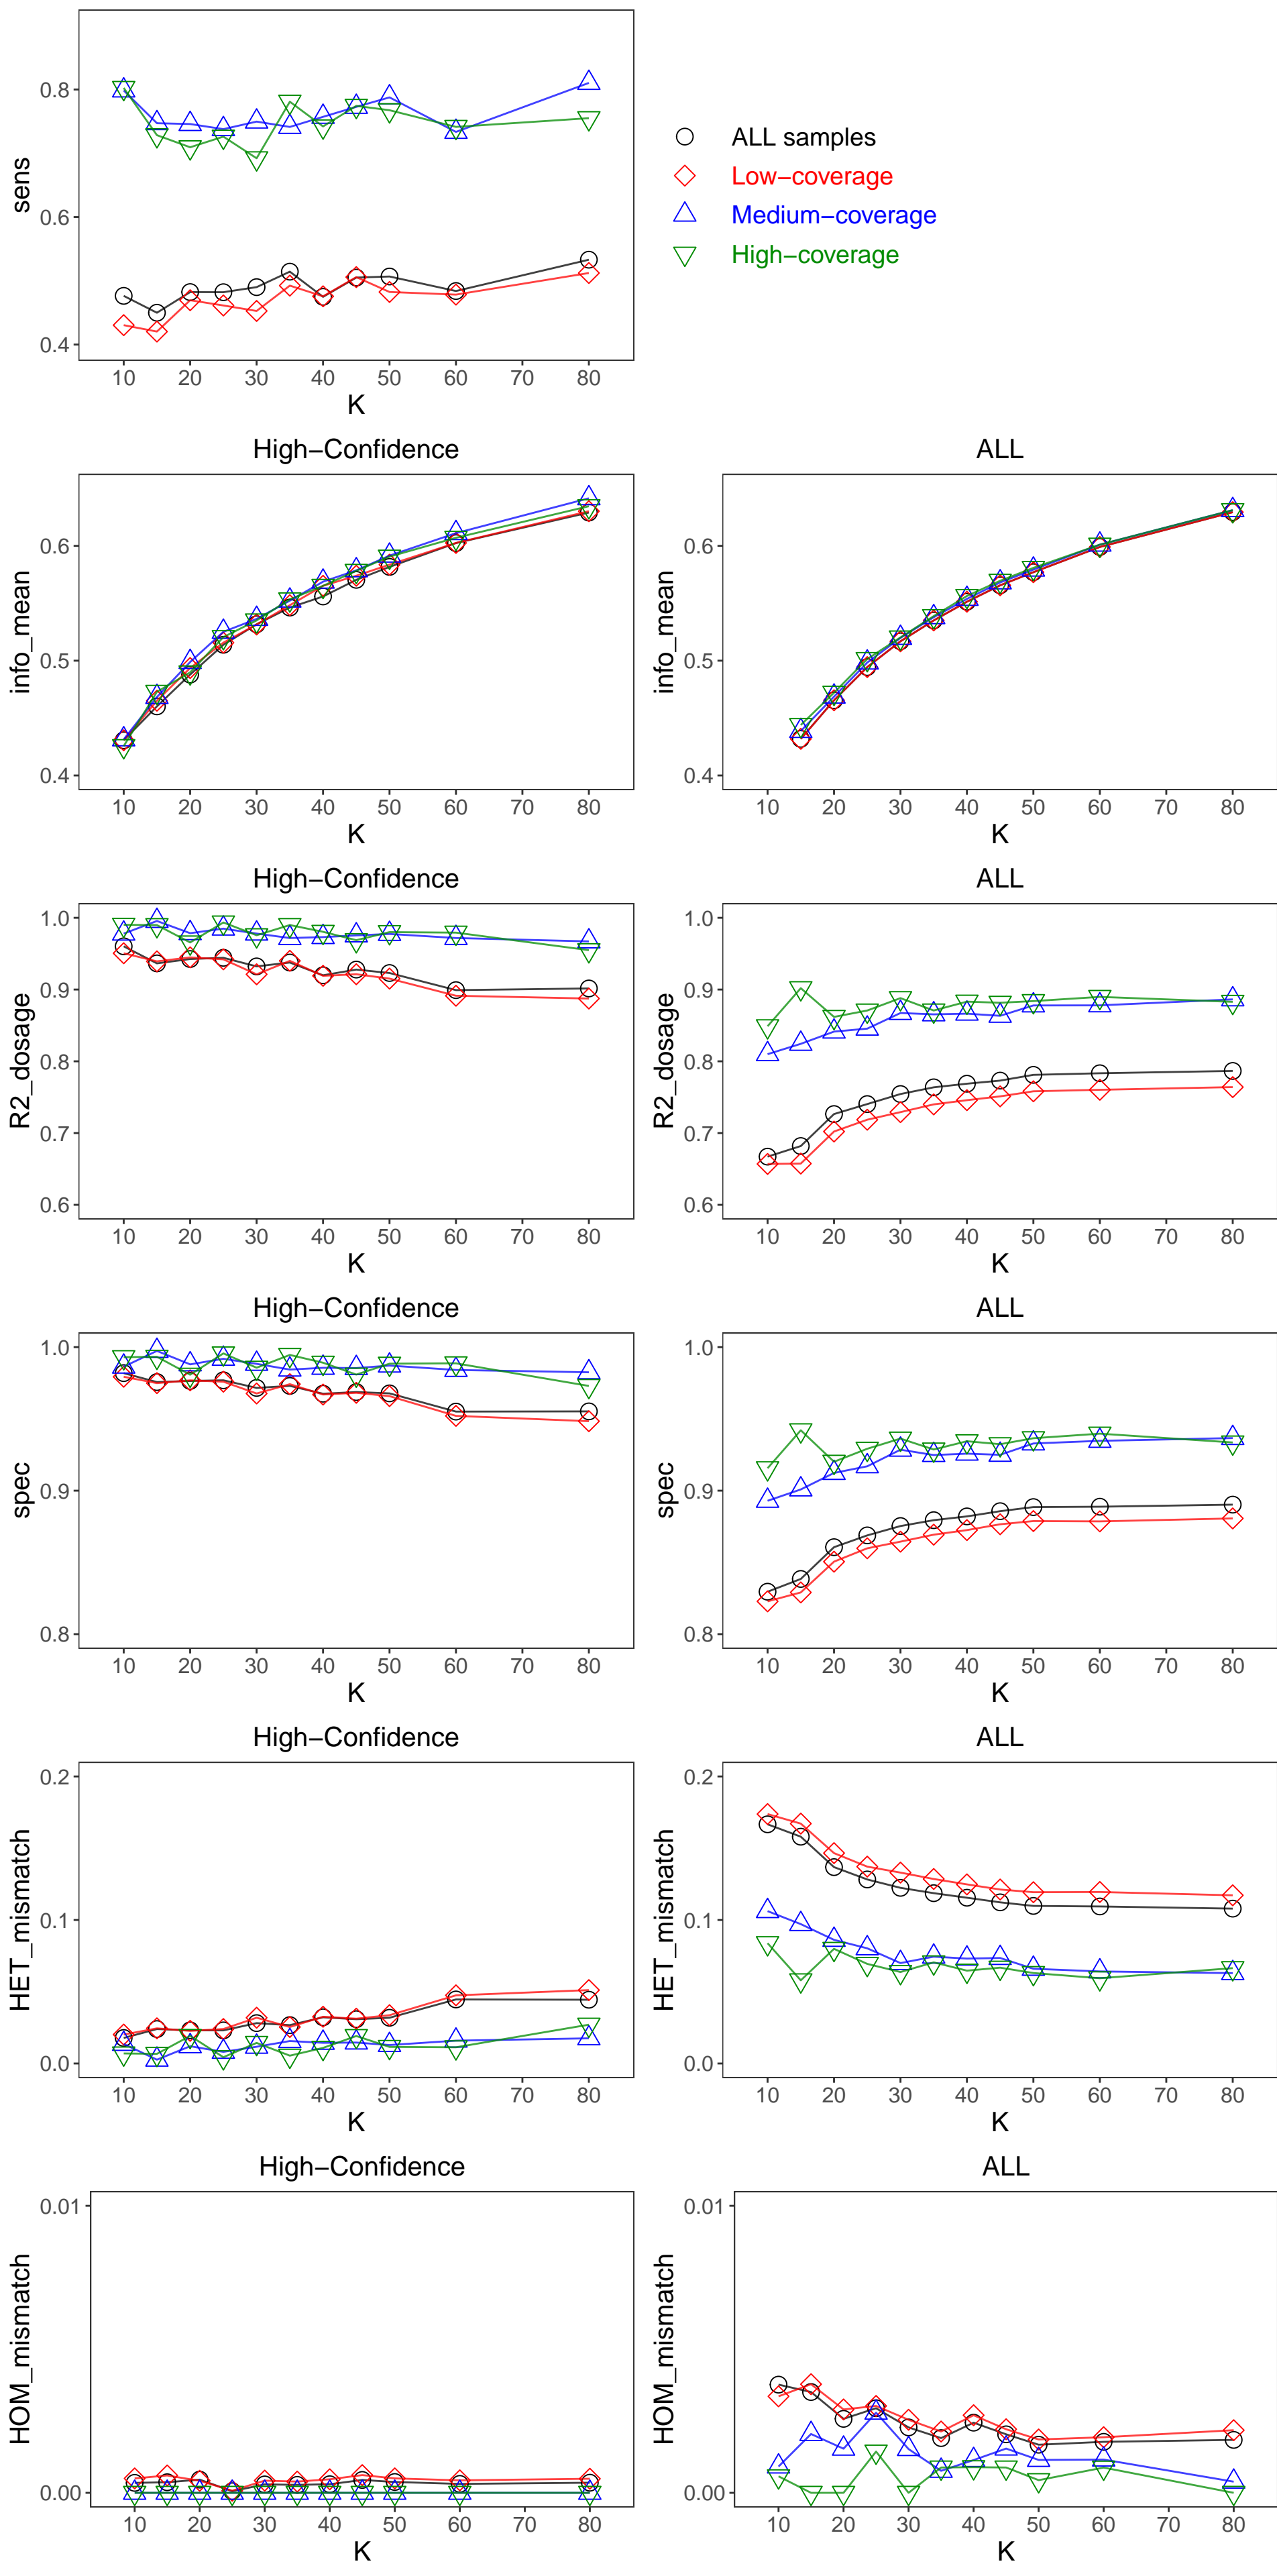 sens
0.8
0.6
0.4
10 20 30 40 50 60 70 80
K
ALL samples
Low−coverage
Medium−coverage
High−coverage
High−Confidence
info_mean
0.6
0.5
0.4
10 20 30 40 50 60 70 80
K
ALL
info_mean
0.6
0.5
0.4
10 20 30 40 50 60 70 80
K
High−Confidence
R2_dosage
1.0
0.9
0.8
0.7
0.6
10 20 30 40 50 60 70 80
K
ALL
R2_dosage
1.0
0.9
0.8
0.7
0.6
10 20 30 40 50 60 70 80
K
High−Confidence
spec
1.0
0.9
0.8
10 20 30 40 50 60 70 80
K
ALL
spec
1.0
0.9
0.8
10 20 30 40 50 60 70 80
K
High−Confidence
HET_mismatch
0.2
0.1
0.0
10 20 30 40 50 60 70 80
K
ALL
HET_mismatch
0.2
0.1
0.0
10 20 30 40 50 60 70 80
K
High−Confidence
HOM_mismatch
0.01
0.00
10 20 30 40 50 60 70 80
K
ALL
HOM_mismatch
0.01
0.00
10 20 30 40 50 60 70 80
K